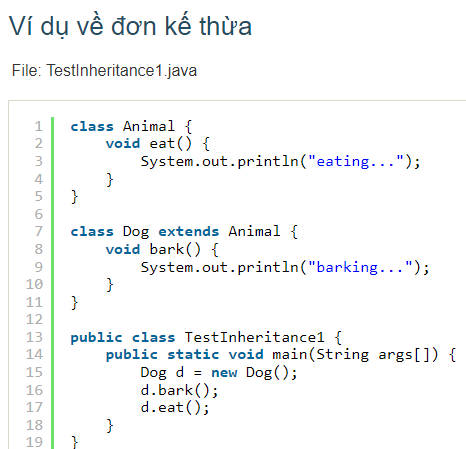 Ví dụ về đơn kế thừa
File: TestInheritance1.java
1 class Animal {
2     void eat() {
3         System.out.println("eating...");
4     }
5 }
6
7 class Dog extends Animal {
8     void bark() {
9         System.out.println("barking...");
10     }
11 }
12
13 public class TestInheritance1 {
14     public static void main(String args[]) {
15         Dog d = new Dog();
16         d.bark();
17         d.eat();
18     }
19 }